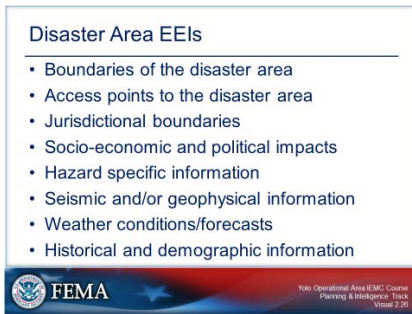 Disaster Area EEIs
• Boundaries of the disaster area
• Access points to the disaster area
• Jurisdictional boundaries
• Socio-economic and political impacts
• Hazard specific information
• Seismic and/or geophysical information
• Weather conditions/forecasts
• Historical and demographic information
FEMA
Yolo Operational Area IEMC Course
Planning & Intelligence Track
Visual 2.26